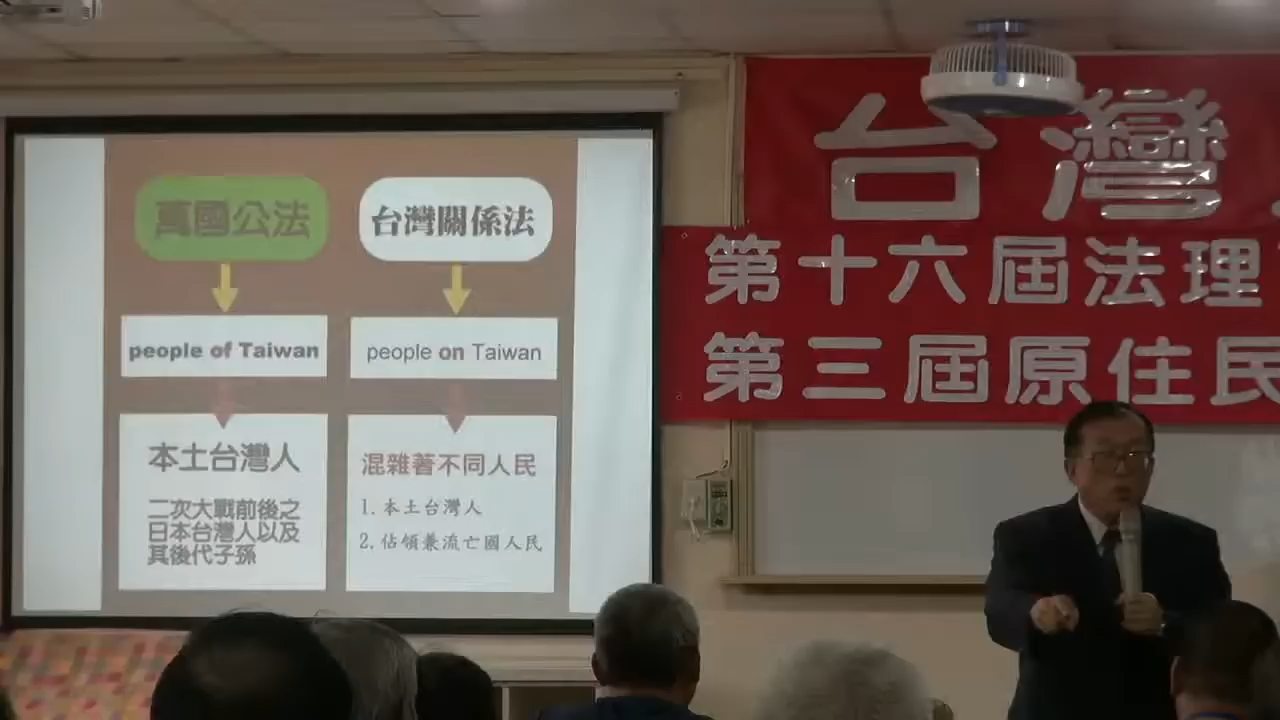 萬國公法
台灣關係法
people of Taiwan
people on Taiwan
本土台灣人
二次大戰前後之
日本台灣人以及
其後代子孫
混雜著不同人民
1. 本土台灣人
2. 佔領兼流亡國人民
台灣
第十六屆法理
第三屆原住民